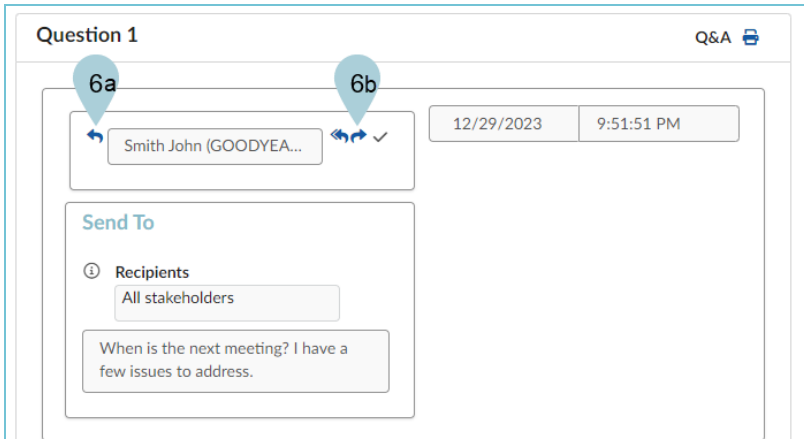 Question 1
Q&A
6a
6b
Smith John (GOODYEA...
12/29/2023
9:51:51 PM
Send To
Recipients
All stakeholders
When is the next meeting? I have a
few issues to address.